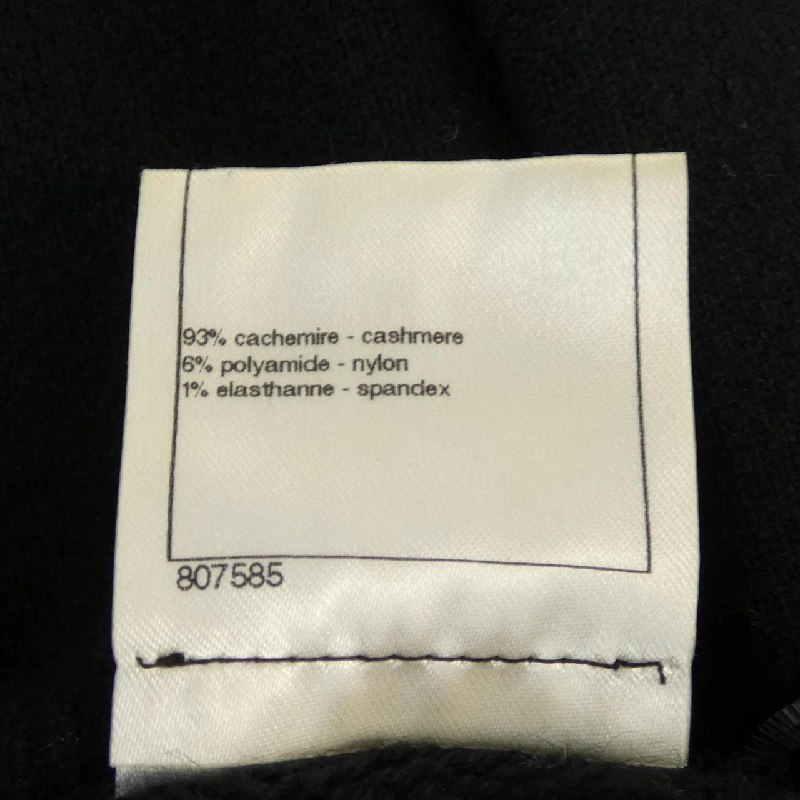 93% cachemire - cashmere
6% polyamide - nylon
1% elasthanne - spandex
807585